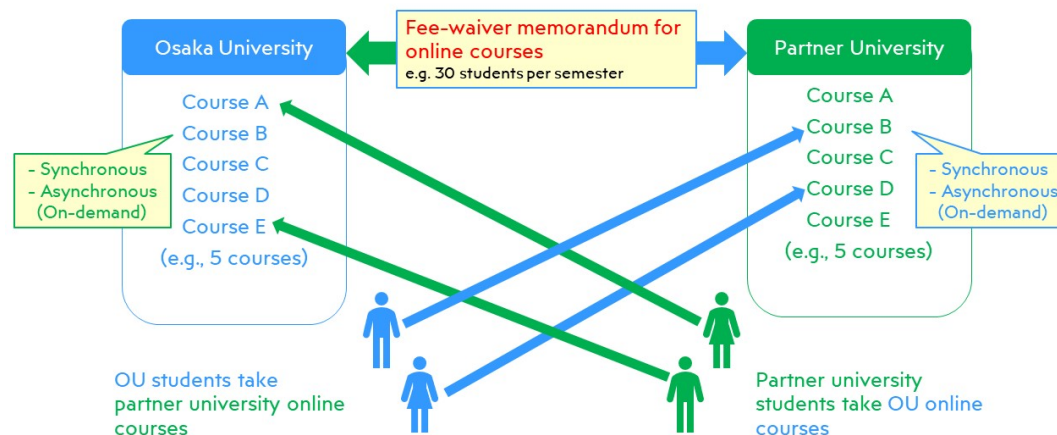 Osaka University
Fee-waiver memorandum for
online courses
e.g. 30 students per semester
Partner University
Course A
Course B
Course C
Course D
Course E
(e.g., 5 courses)
- Synchronous
- Asynchronous
(On-demand)
Course A
Course B
Course C
Course D
Course E
(e.g., 5 courses)
- Synchronous
- Asynchronous
(On-demand)
OU students take
partner university online
courses
Partner university
students take OU online
courses